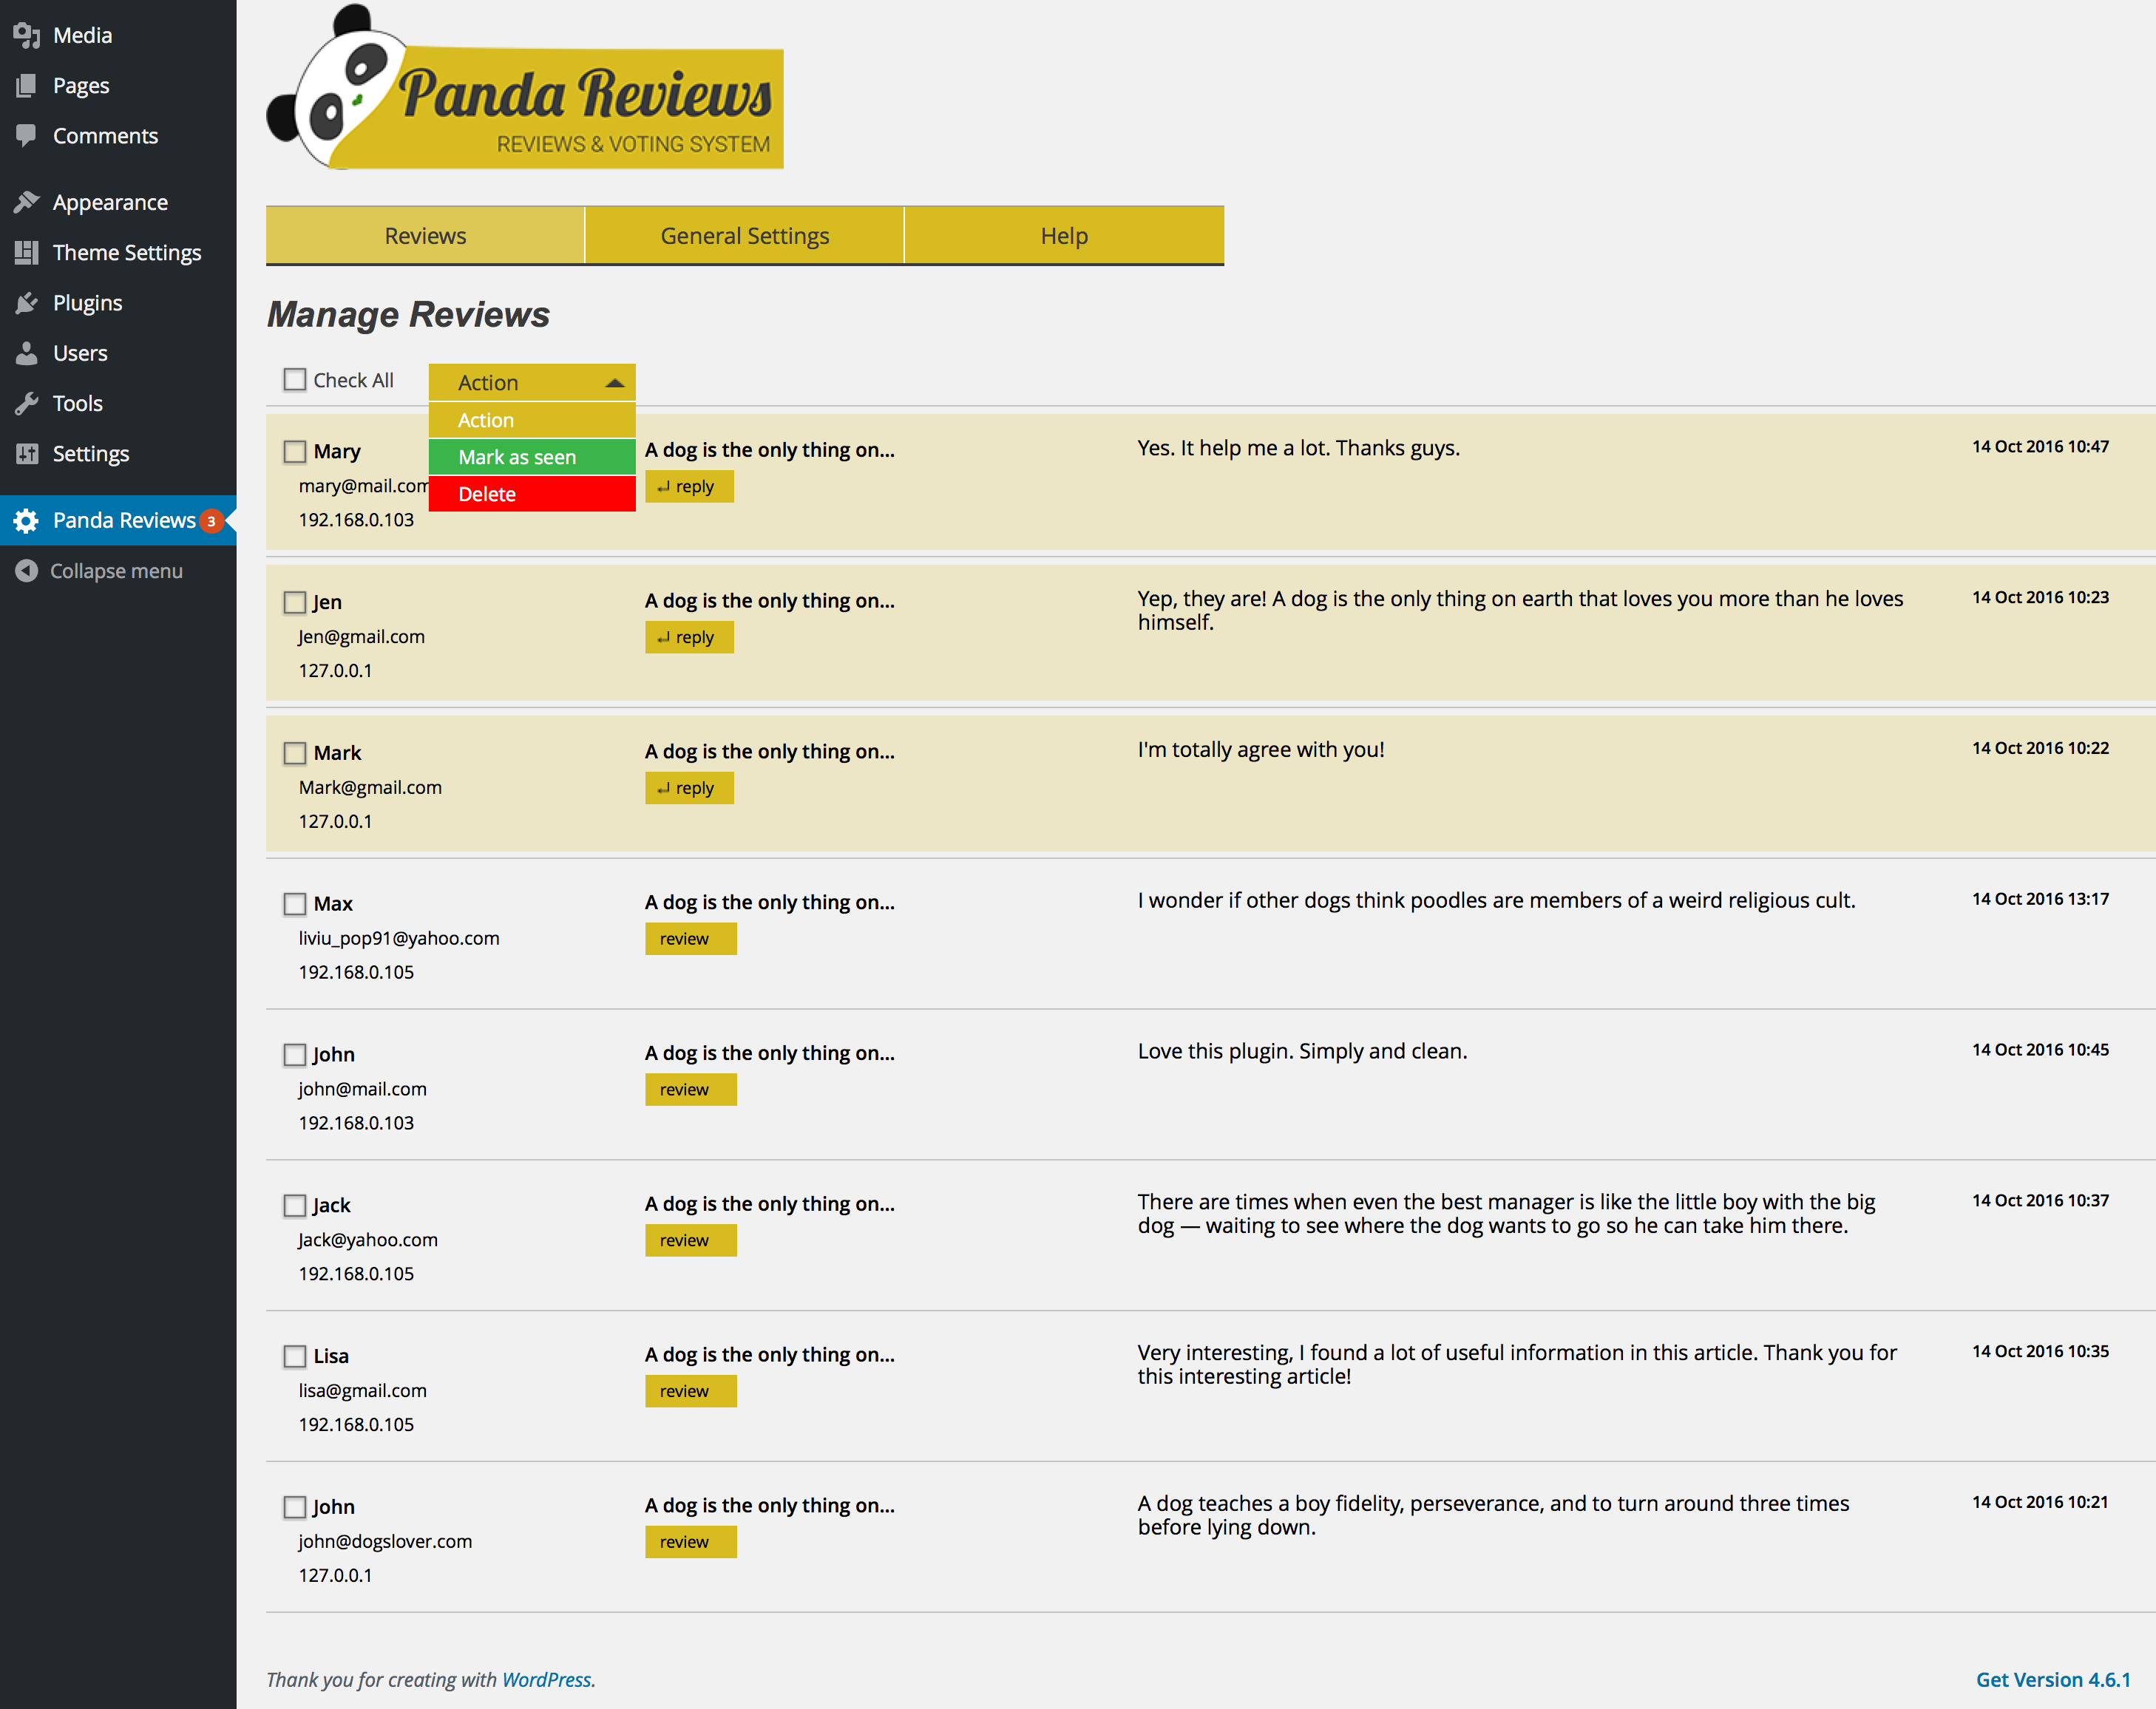 Media
Pages
Comments
Appearance
Theme Settings
Plugins
Users
Tools
Settings
Panda Reviews 3
Collapse menu
Panda Reviews
REVIEWS & VOTING SYSTEM
Reviews
General Settings
Help
Manage Reviews
Check All
Action
Action
Mark as seen
Delete
Mary
mary@mail.com
192.168.0.103
A dog is the only thing on...
reply
Yes. It help me a lot. Thanks guys.
14 Oct 2016 10:47
Jen
Jen@gmail.com
127.0.0.1
A dog is the only thing on...
reply
Yep, they are! A dog is the only thing on earth that loves you more than he loves
himself.
14 Oct 2016 10:23
Mark
Mark@gmail.com
127.0.0.1
A dog is the only thing on...
reply
I'm totally agree with you!
14 Oct 2016 10:22
Max
liviu_pop91@yahoo.com
192.168.0.105
A dog is the only thing on...
review
I wonder if other dogs think poodles are members of a weird religious cult.
14 Oct 2016 13:17
John
john@mail.com
192.168.0.103
A dog is the only thing on...
review
Love this plugin. Simply and clean.
14 Oct 2016 10:45
Jack
Jack@yahoo.com
192.168.0.105
A dog is the only thing on...
review
There are times when even the best manager is like the little boy with the big
dog — waiting to see where the dog wants to go so he can take him there.
14 Oct 2016 10:37
Lisa
lisa@gmail.com
192.168.0.105
A dog is the only thing on...
review
Very interesting, I found a lot of useful information in this article. Thank you for
this interesting article!
14 Oct 2016 10:35
John
john@dogslover.com
127.0.0.1
A dog is the only thing on...
review
A dog teaches a boy fidelity, perseverance, and to turn around three times
before lying down.
14 Oct 2016 10:21
Thank you for creating with WordPress.
Get Version 4.6.1